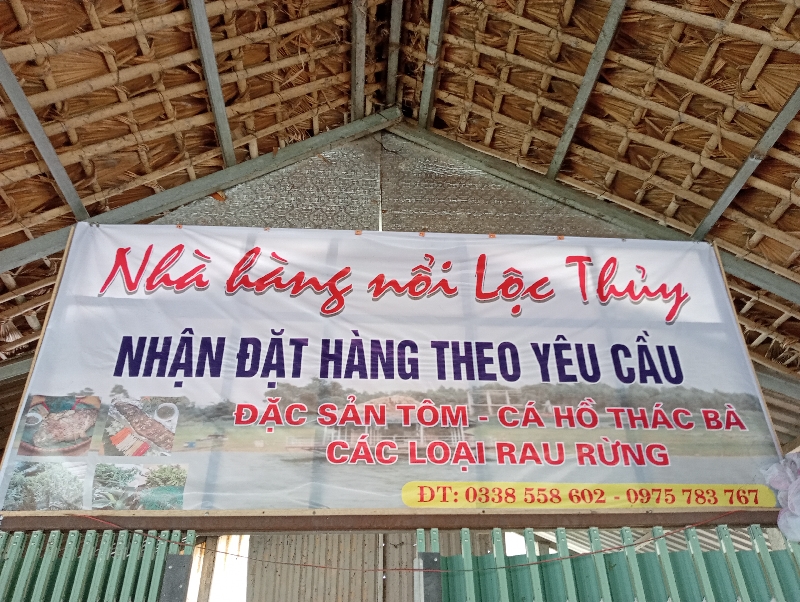 Nhà hàng nổi Lộc Thủy
NHẬN ĐẶT HÀNG THEO YÊU CẦU
ĐẶC SẢN TÔM - CÁ HỒ THÁC BÀ
CÁC LOẠI RAU RỪNG
ĐT: 0338 558 602 - 0975 783 767